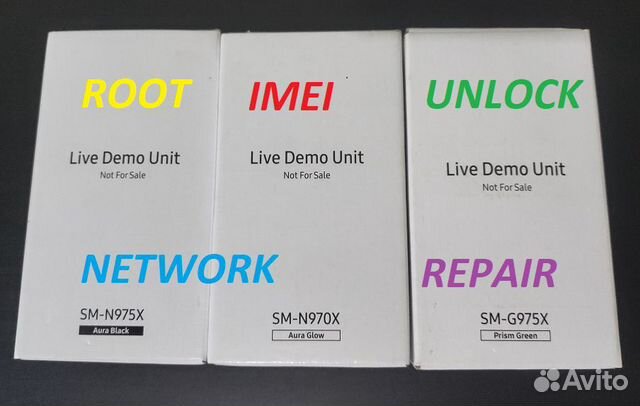 ROOT
Live Demo Unit
Not For Sale
NETWORK
SM-N975X
Aura Black
IMEI
Live Demo Unit
Not For Sale
SM-N970X
Aura Glow
UNLOCK
Live Demo Unit
Not For Sale
REPAIR
SM-G975X
Prism Green
Avito